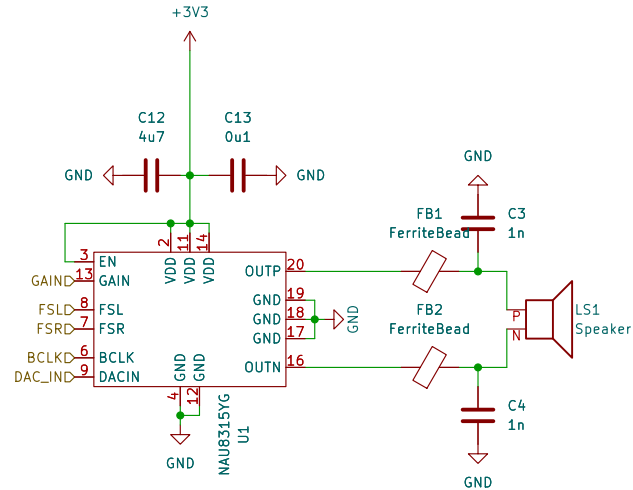 +3V3
C12
4u7
C13
0u1
GND
GND
GND
FB1
FerriteBead
C3
1n
3
EN
2
11
14
VDD
VDD
VDD
20
OUTP
GAIN
13
GAIN
FSL
8
FSL
FSR
7
FSR
BCLK
6
BCLK
DAC_IN
9
DACIN
GND
19
GND
18
GND
17
GND
OUTN
16
FB2
FerriteBead
P
N
LS1
Speaker
GND
GND
4
12
GND
NAU8315YG
U1
C4
1n
GND